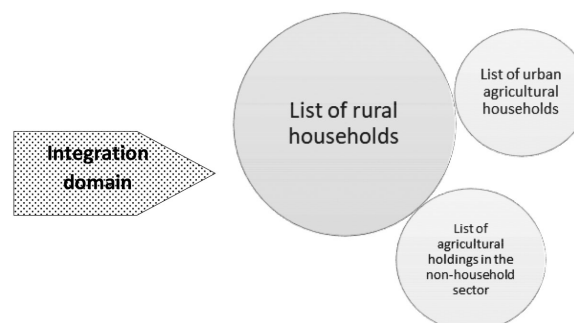 Integration
domain
List of rural
households
List of urban
agricultural
households
List of
agricultural
holdings in the
non-household
sector